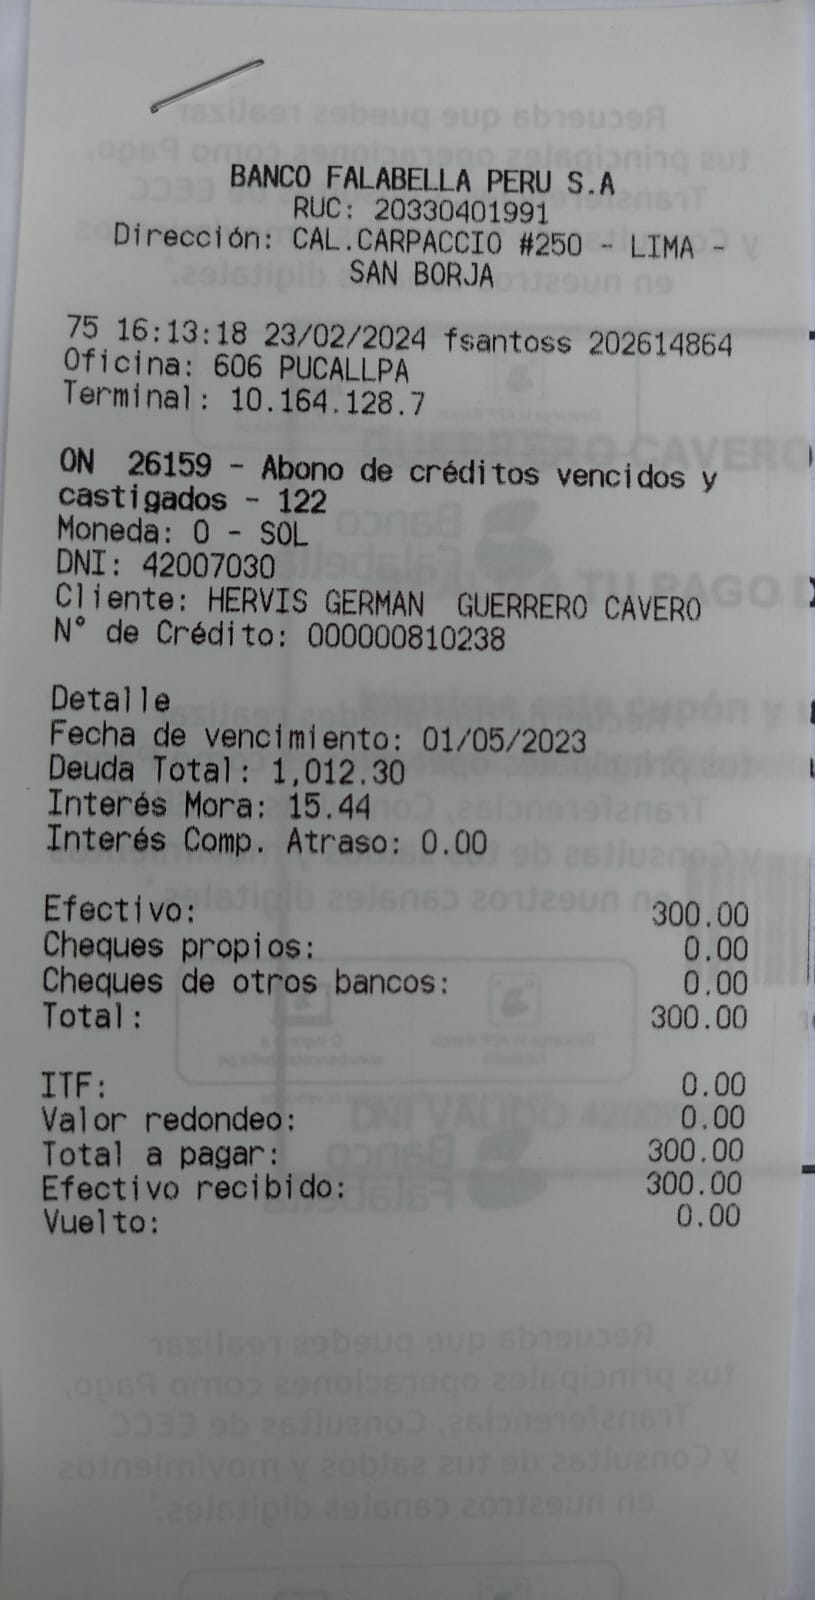 BANCO FALABELLA PERU S.A
RUC: 20330401991
Dirección: CAL.CARPACCIO #250 - LIMA -
SAN BORJA
75 16:13:18 23/02/2024 fsantoss 202614864
Oficina: 606 PUCALLPA
Terminal: 10.164.128.7
ON 26159 - Abono de créditos vencidos y
castigados - 122
Moneda: 0 - SOL
DNI: 42007030
Cliente: HERVIS GERMAN GUERRERO CAVERO
N° de Crédito: 000000810238
Detalle
Fecha de vencimiento: 01/05/2023
Deuda Total: 1,012.30
Interés Mora: 15.44
Interés Comp. Atraso: 0.00
Efectivo: 300.00
Cheques propios: 0.00
Cheques de otros bancos: 0.00
Total: 300.00
ITF: 0.00
Valor redondeo: 0.00
Total a pagar: 300.00
Efectivo recibido: 300.00
Vuelto: 0.00